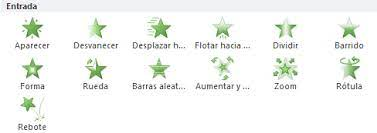 Entrada
Aparecer Desvanecer Desplazar h... Flotar hacia ... Dividir Barrido
Forma Rueda Barras aleat... Aumentar y ... Zoom Rótula
Rebote